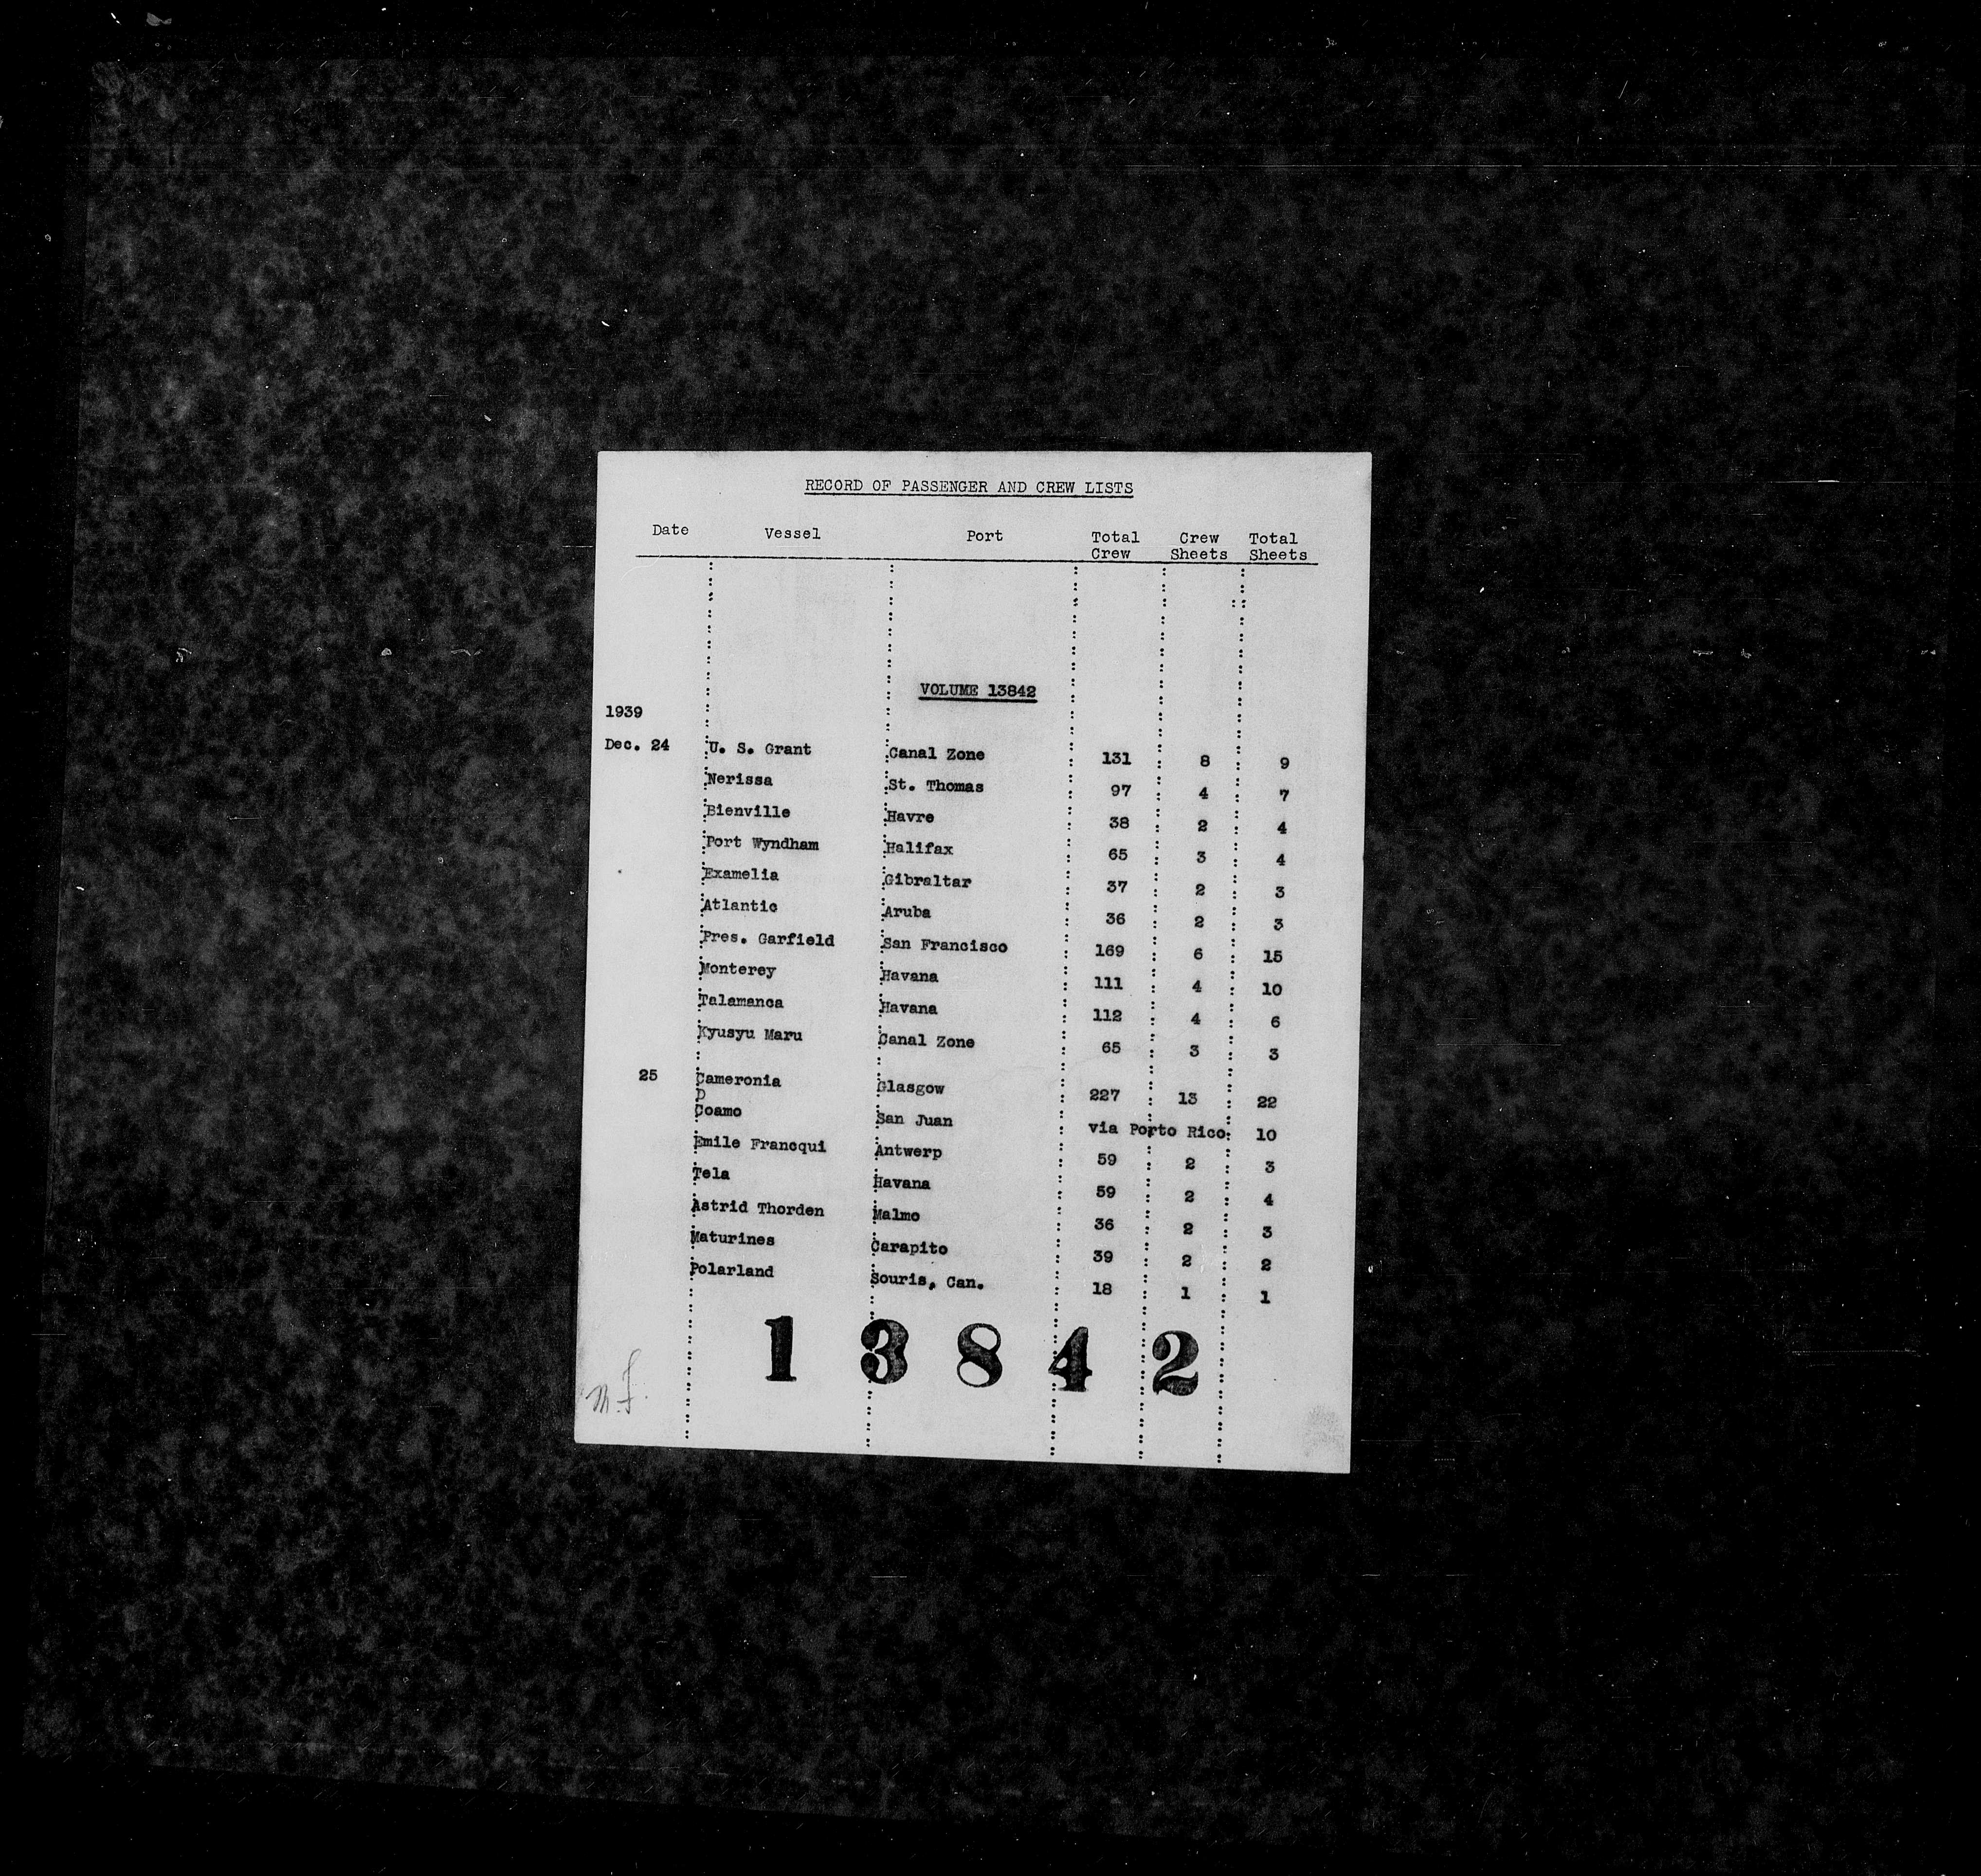 RECORD OF PASSENGER AND CREW LISTS
Date Vessel Port Total Crew Crew Sheets Total Sheets
VOLUME 13842
1939
Dec. 24 U. S. Grant Canal Zone 131 8 9
Nerissa St. Thomas 97 4 7
Bienville Havre 38 2 4
Port Wyndham Halifax 65 3 4
Examelia Gibraltar 37 2 3
Atlantic Aruba 36 2 3
Pres. Garfield San Francisco 169 6 15
Monterey Havana 111 4 10
Talamanca Havana 112 4 6
Kyusyu Maru Canal Zone 65 3 3
25 Cameronia Glasgow 227 13 22
D
Coamo San Juan via Porto Rico 10
Emile Francqui Antwerp 59 2 3
Tela Havana 59 2 4
Astrid Thorden Malmo 36 2 3
Maturines Carapito 39 2 2
Polarland Souris, Can. 18 1 1
1 3 8 4 2
m.f.